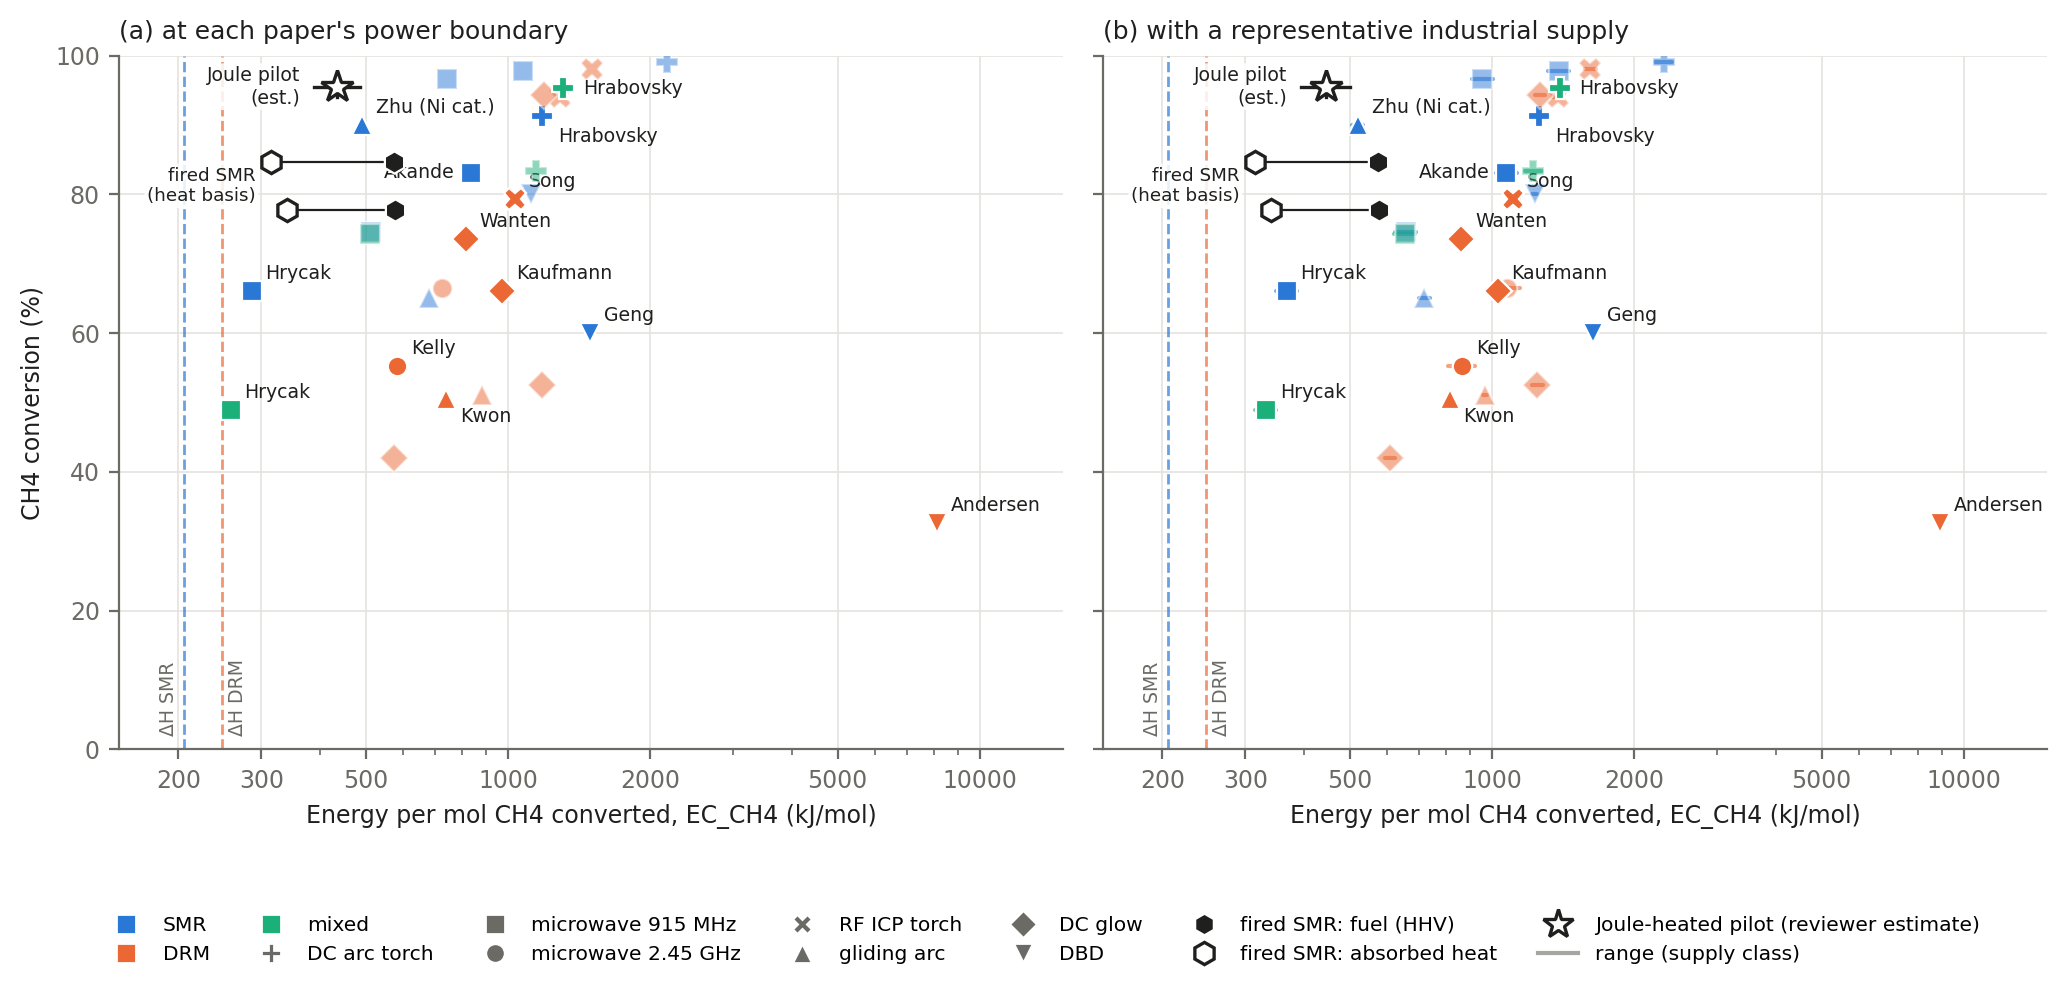 (a) at each paper's power boundary
(b) with a representative industrial supply
CH4 conversion (%)
100
80
60
40
20
0
Joule pilot
(est.)
Zhu (Ni cat.)
Hrabovsky
Hrabovsky
fired SMR
(heat basis)
Akande
Song
Wanten
Hrycak
Kaufmann
Geng
Kelly
Hrycak
Kwon
Andersen
ΔH SMR
ΔH DRM
200
300
500
1000
2000
5000
10000
Energy per mol CH4 converted, EC_CH4 (kJ/mol)
Joule pilot
(est.)
Zhu (Ni cat.)
Hrabovsky
Hrabovsky
fired SMR
(heat basis)
Akande
Song
Wanten
Hrycak
Kaufmann
Geng
Kelly
Hrycak
Kwon
Andersen
ΔH SMR
ΔH DRM
200
300
500
1000
2000
5000
10000
Energy per mol CH4 converted, EC_CH4 (kJ/mol)
SMR
DRM
mixed
DC arc torch
microwave 915 MHz
microwave 2.45 GHz
RF ICP torch
gliding arc
DC glow
DBD
fired SMR: fuel (HHV)
fired SMR: absorbed heat
Joule-heated pilot (reviewer estimate)
range (supply class)